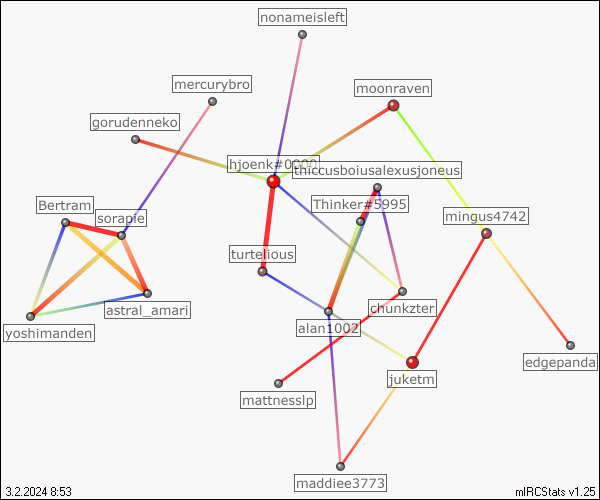 nonameisleft
mercurybro
moonraven
gorudenneko
hjoenk#0000
thiccusboiusalexusjoneus
Bertram
Thinker#5995
sorapie
mingus4742
turtelious
astral_amari
chunkzter
yoshimanden
alan1002
edgepanda
juketm
mattnesslp
maddiee3773
3.2.2024 8:53
mIRCStats v1.25